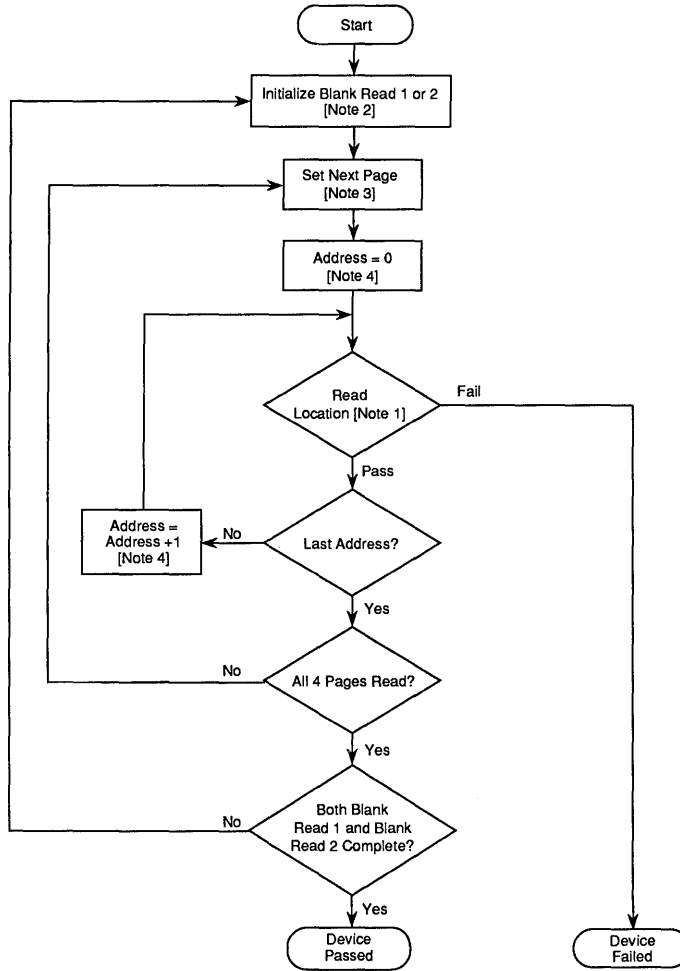 Start
Initialize Blank Read 1 or 2
[Note 2]
Set Next Page
[Note 3]
Address = 0
[Note 4]
Read
Location [Note 1]
Fail
Pass
Address =
Address +1
[Note 4]
No
Last Address?
Yes
No
All 4 Pages Read?
Yes
No
Both Blank
Read 1 and Blank
Read 2 Complete?
Yes
Device
Passed
Device
Failed